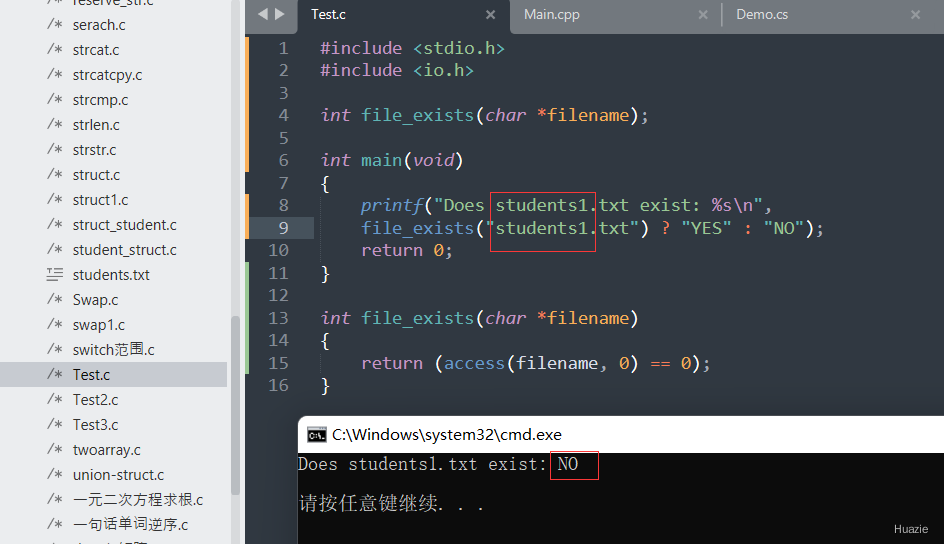 reserve_str.c
/* serach.c
/* strcat.c
/* strcatcpy.c
/* strcmp.c
/* strlen.c
/* strstr.c
/* struct.c
/* struct1.c
/* struct_student.c
/* student_struct.c
students.txt
/* Swap.c
/* swap1.c
/* switch范围.c
/* Test.c
/* Test2.c
/* Test3.c
/* twoarray.c
/* union-struct.c
/* 一元二次方程求根.c
/* 一句话单词逆序.c
Test.c × Main.cpp × Demo.cs ×
1 #include <stdio.h>
2 #include <io.h>
3
4 int file_exists(char *filename);
5
6 int main(void)
7 {
8 printf("Does students1.txt exist: %s\n",
9 file_exists("students1.txt") ? "YES" : "NO");
10 return 0;
11 }
12
13 int file_exists(char *filename)
14 {
15 return (access(filename, 0) == 0);
16 }
C:\Windows\system32\cmd.exe
Does students1.txt exist: NO
请按任意键继续. . .
Huazie